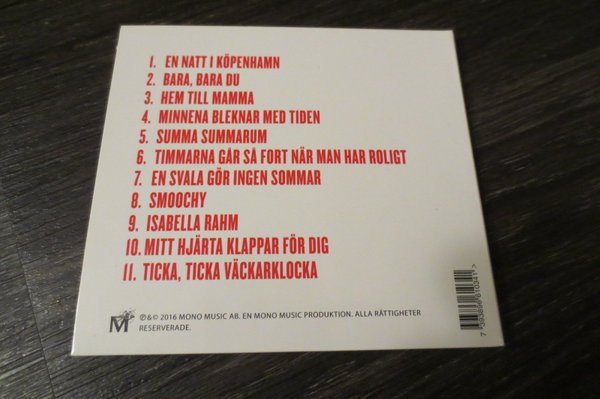 1. EN NATT I KÖPENHAMN
2. BARA, BARA DU
3. HEM TILL MAMMA
4. MINNENA BLEKNAR MED TIDEN
5. SUMMA SUMMARUM
6. TIMMARNA GÅR SÅ FORT NÄR MAN HAR ROLIGT
7. EN SVALA GÖR INGEN SOMMAR
8. SMOOCHY
9. ISABELLA RAHM
10. MITT HJÄRTA KLAPPAR FÖR DIG
11. TICKA, TICKA VÄCKARKLOCKA
M
℗&© 2016 MONO MUSIC AB. EN MONO MUSIC PRODUKTION. ALLA RÄTTIGHETER
RESERVERADE.
7 393896 610341 >